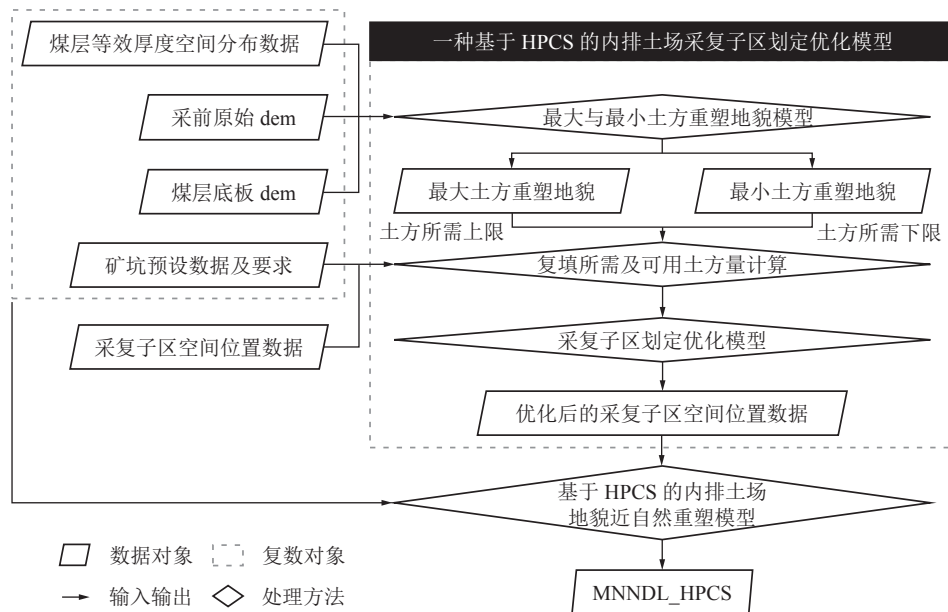 煤层等效厚度空间分布数据
采前原始 dem
煤层底板 dem
矿坑预设数据及要求
采复子区空间位置数据
一种基于 HPCS 的内排土场采复子区划定优化模型
最大与最小土方重塑地貌模型
最大土方重塑地貌
最小土方重塑地貌
土方所需上限
土方所需下限
复填所需及可用土方量计算
采复子区划定优化模型
优化后的采复子区空间位置数据
基于 HPCS 的内排土场
地貌近自然重塑模型
MNNDL_HPCS
数据对象
复数对象
输入输出
处理方法